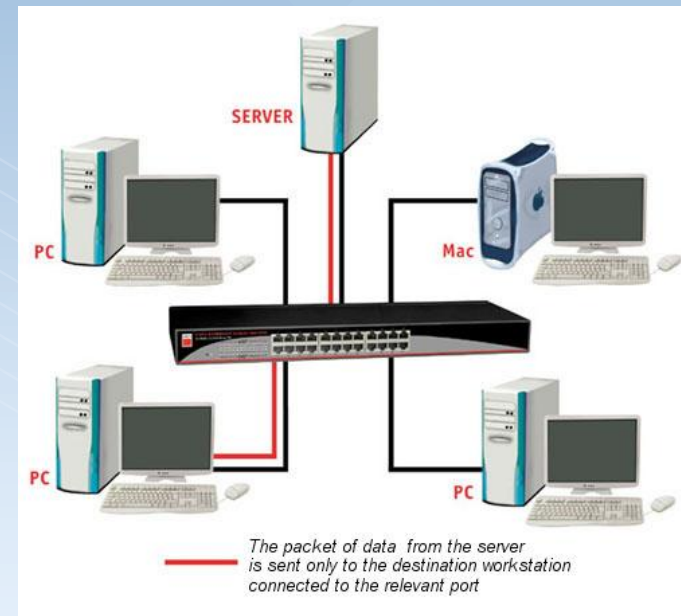 SERVER
PC
Mac
PC
PC
The packet of data from the server
is sent only to the destination workstation
connected to the relevant port